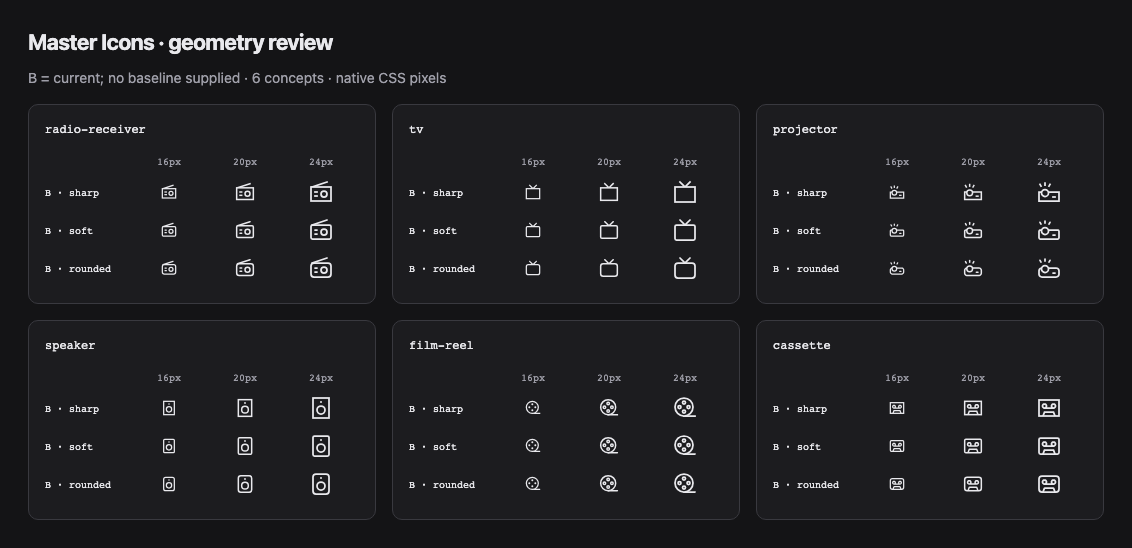 Master Icons · geometry review
B = current; no baseline supplied · 6 concepts · native CSS pixels
radio-receiver
16px 20px 24px
B · sharp
B · soft
B · rounded
tv
16px 20px 24px
B · sharp
B · soft
B · rounded
projector
16px 20px 24px
B · sharp
B · soft
B · rounded
speaker
16px 20px 24px
B · sharp
B · soft
B · rounded
film-reel
16px 20px 24px
B · sharp
B · soft
B · rounded
cassette
16px 20px 24px
B · sharp
B · soft
B · rounded